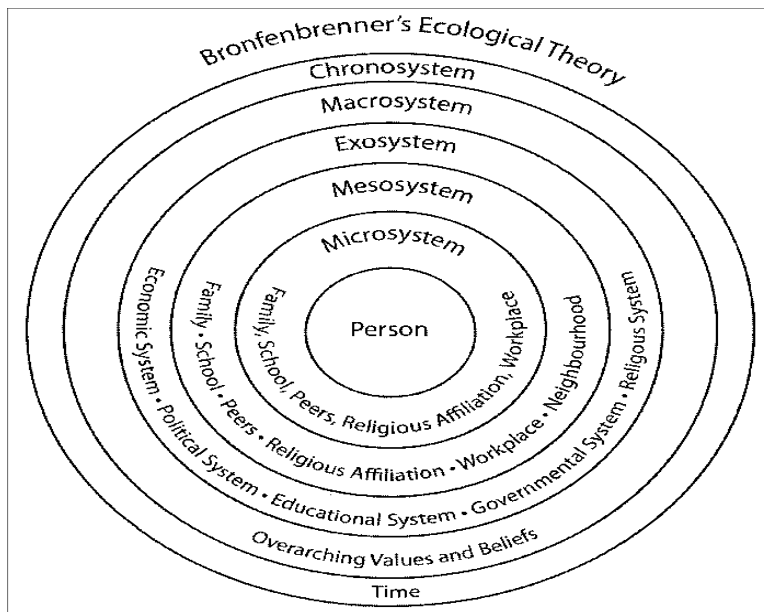 Bronfenbrenner's Ecological Theory
Chronosystem
Macrosystem
Exosystem
Mesosystem
Microsystem
Person
Family, School, Peers, Religious Affiliation, Workplace
Family • School • Peers • Religious Affiliation • Workplace • Neighbourhood
Economic System • Political System • Educational System • Governmental System • Religous System
Overarching Values and Beliefs
Time